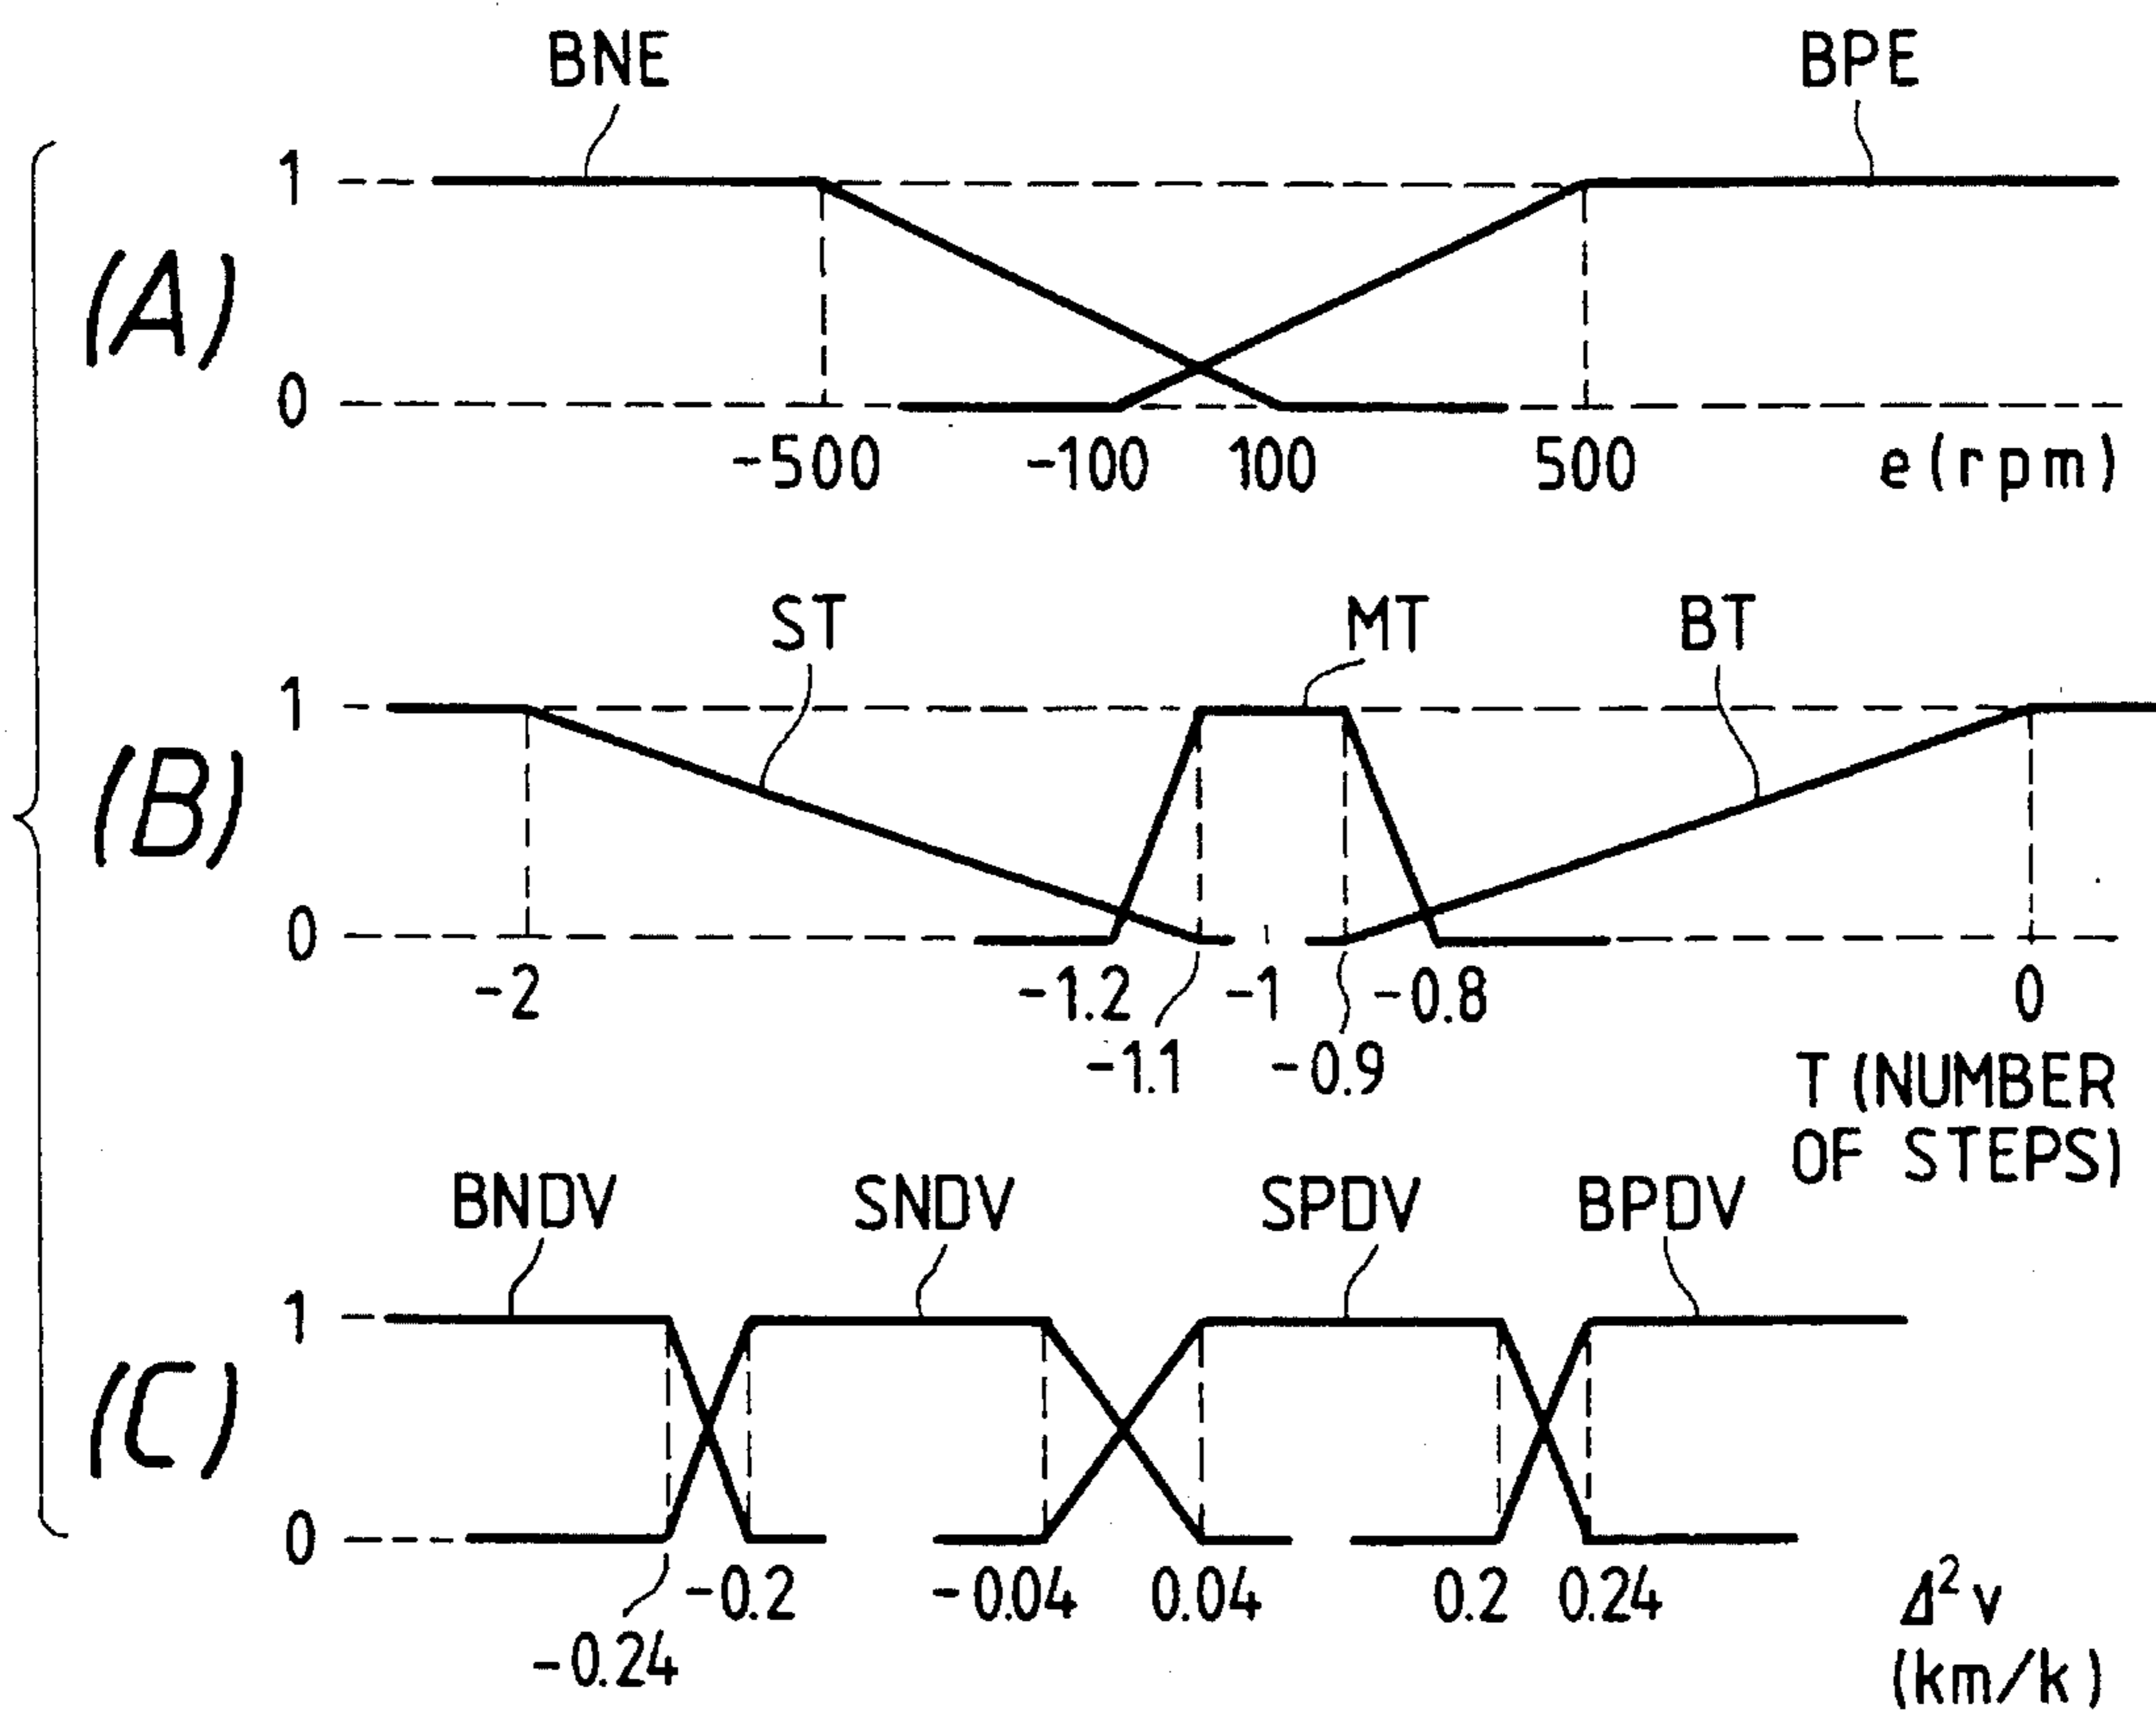 BNE BPE
1
(A)
0
-500 -100 100 500 e(rpm)
ST MT BT
1
(B)
0
-2 -1.2 -1 -0.8 0
-1.1 -0.9
T (NUMBER
OF STEPS)
BNDV SNDV SPDV BPDV
1
(C)
0
-0.2 -0.04 0.04 0.2 0.24 Δ²v
-0.24 (km/k)